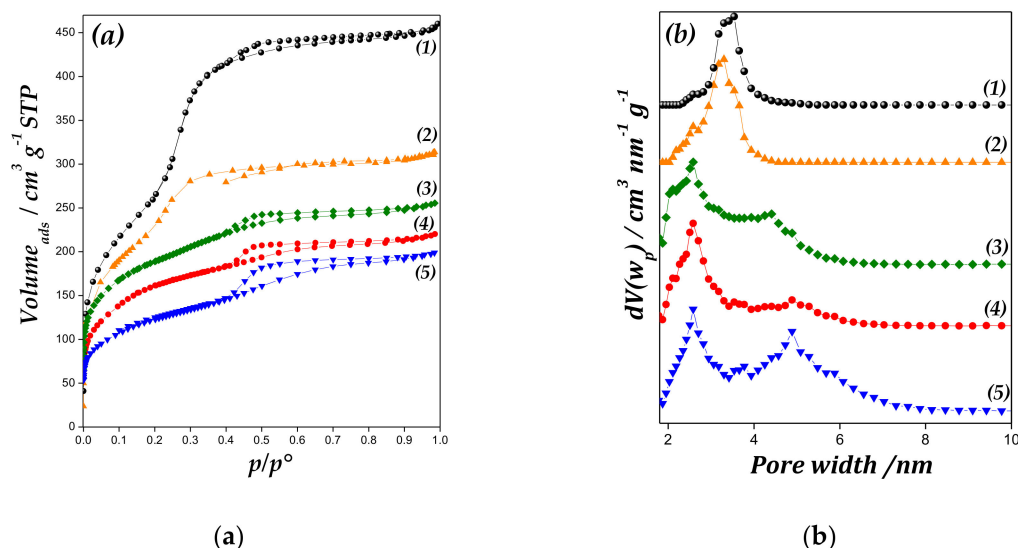 (a)
450
400
350
300
250
200
150
100
50
0
0.0 0.1 0.2 0.3 0.4 0.5 0.6 0.7 0.8 0.9 1.0
Volume ads / cm3 g-1 STP
p/p°
(1)
(2)
(3)
(4)
(5)
(a)
(b)
dV(wp) / cm3 nm-1 g-1
(1)
(2)
(3)
(4)
(5)
2 4 6 8 10
Pore width /nm
(b)